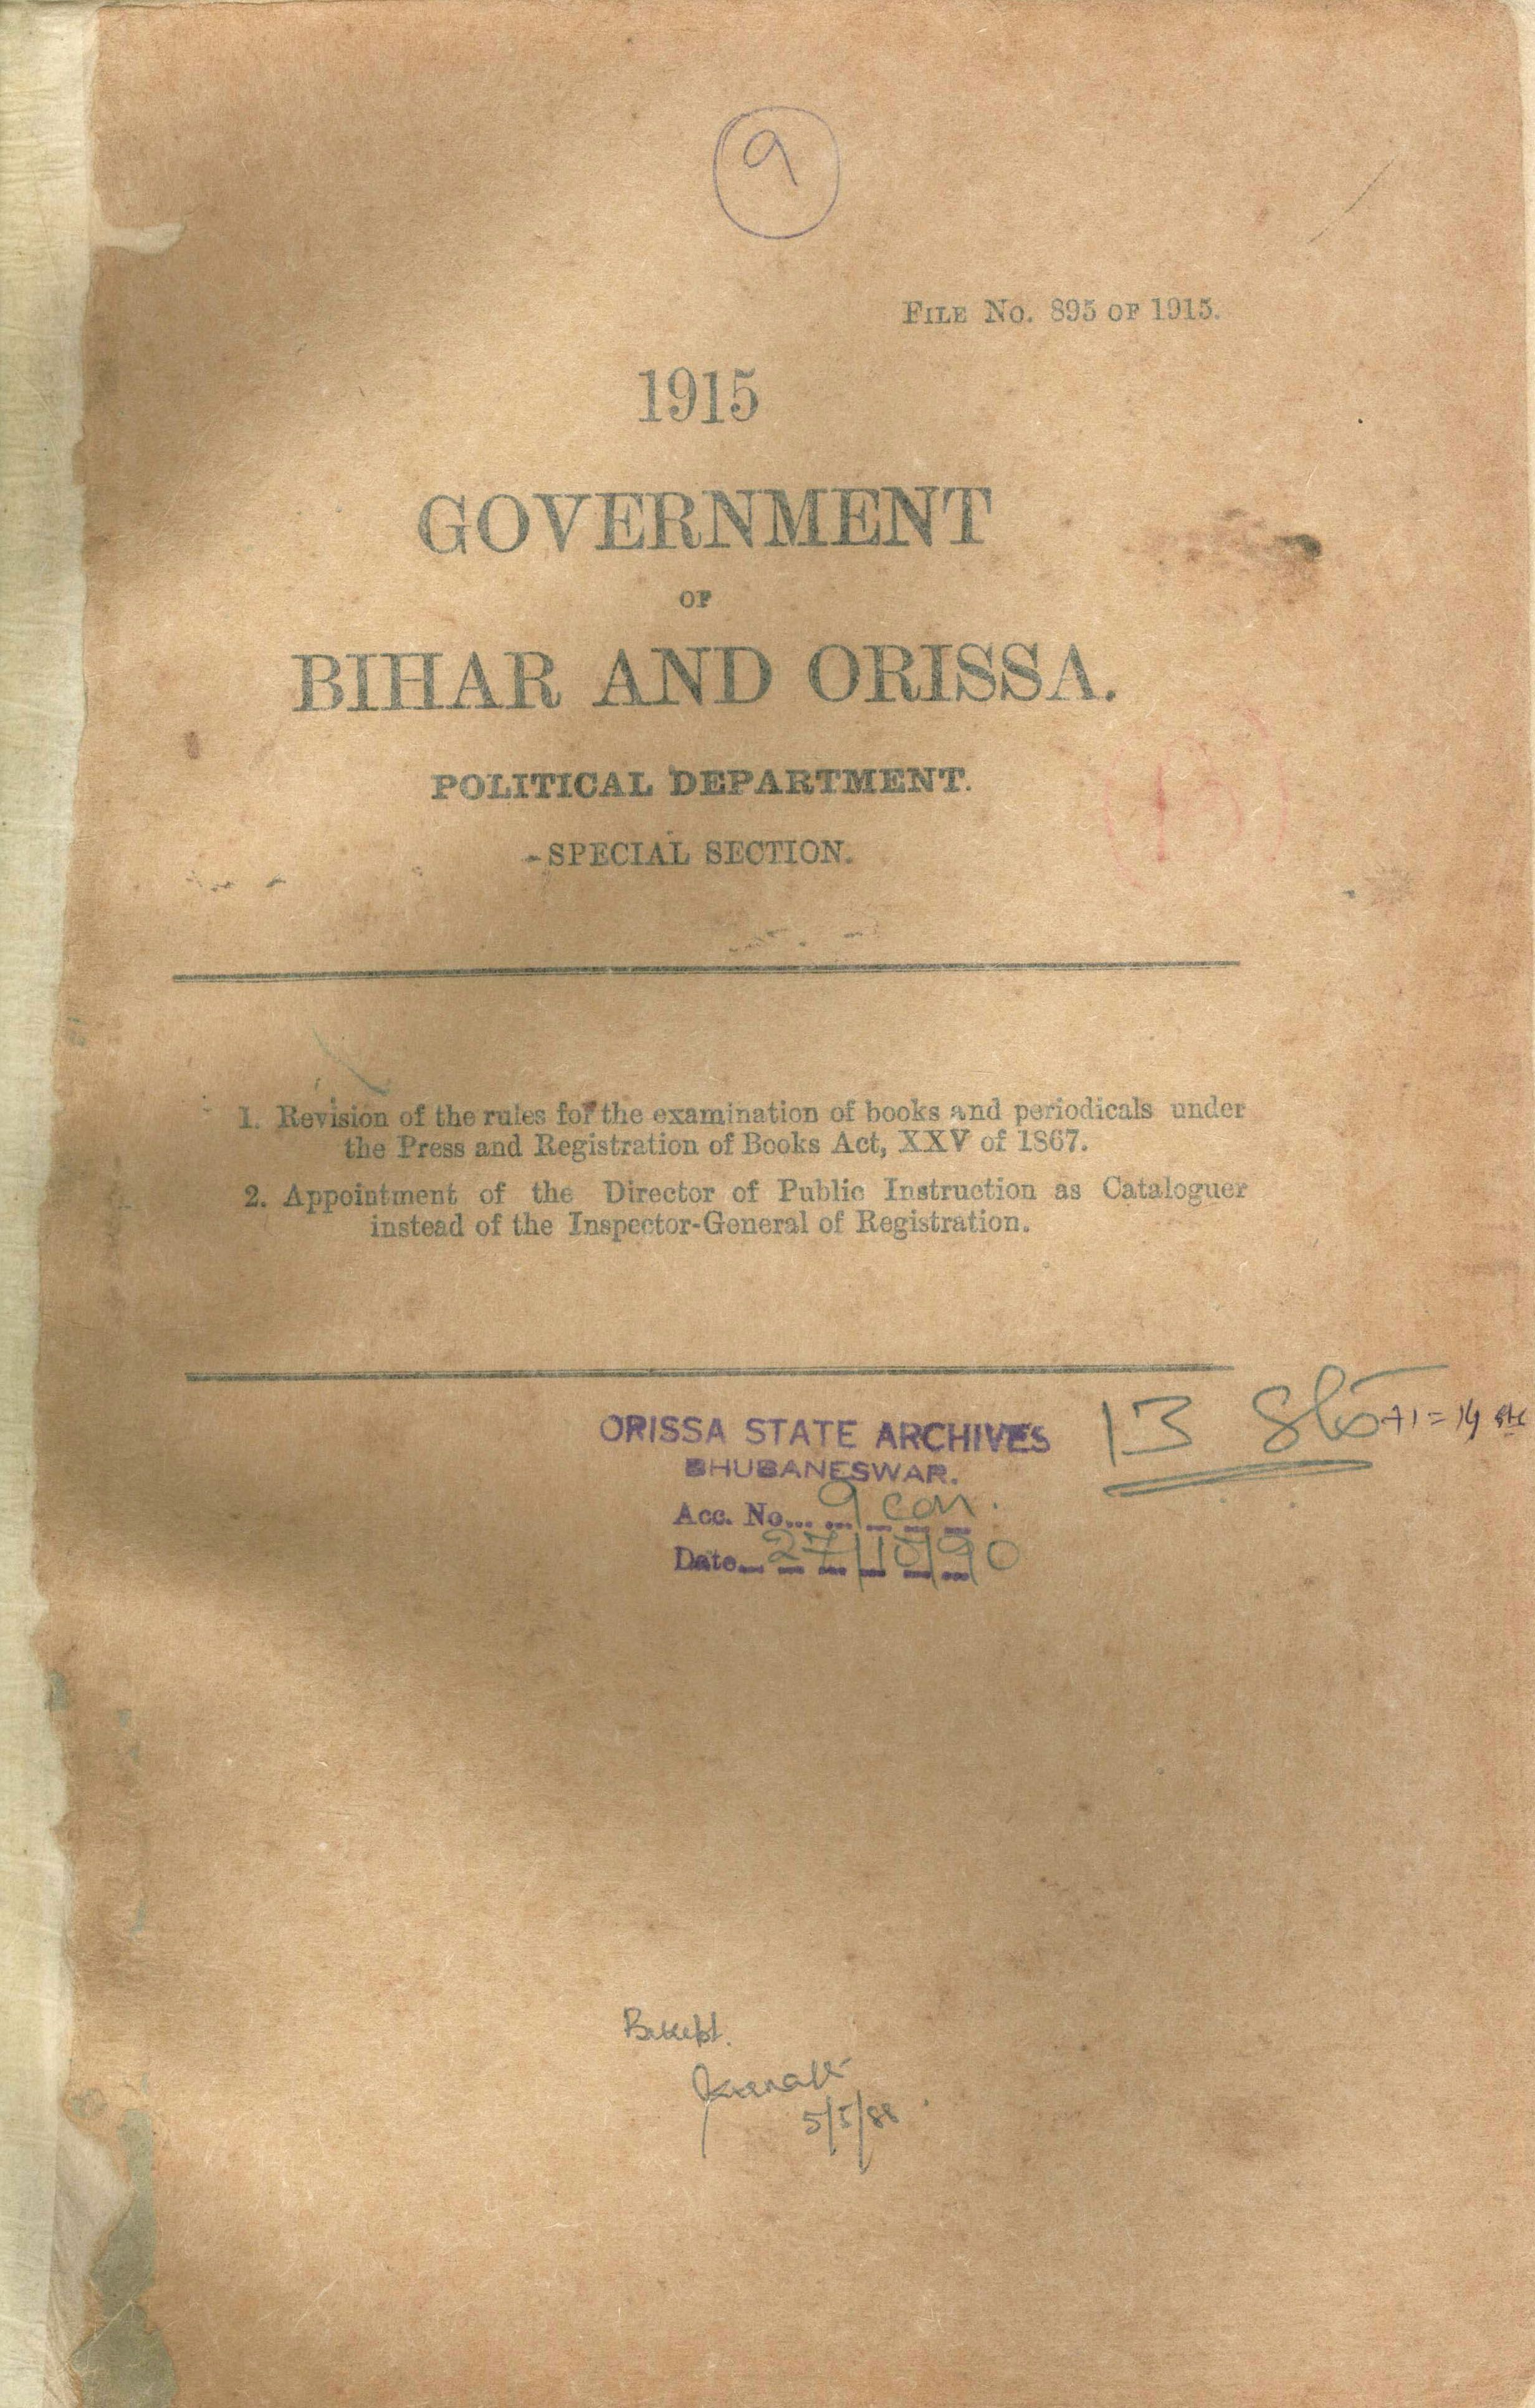 9
FILE NO. 895 OF 1915.
1915
GOVERNMENT
OF
BIHAR AND ORISSA.
POLITICAL DEPARTMENT.
SPECIAL SECTION.
1. Revision of the rules for the examination of books and periodicals under
the Press and Registration of Books Act, XXV of 1867.
2. Appointment of the Director of Public Instruction as Cataloguer
instead of the Inspector-General of Registration.
13 +1 = 14
ORISSA STATE ARCHIVES
BHUBANESWAR.
Acc. No. 9 con.
Date 27/10/90
5/5/88